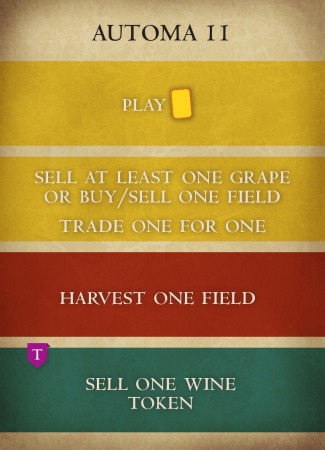 AUTOMA 11
PLAY
SELL AT LEAST ONE GRAPE
OR BUY/SELL ONE FIELD
TRADE ONE FOR ONE
HARVEST ONE FIELD
T
SELL ONE WINE
TOKEN